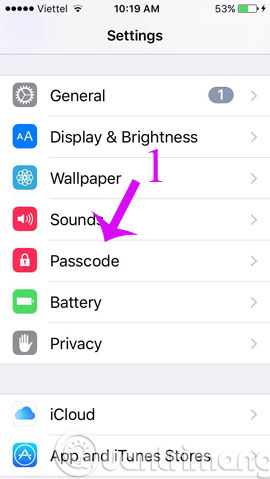 Viettel 10:19 AM 53%
Settings
General 1
Display & Brightness
Wallpaper
1
Sounds
Passcode
Battery
Privacy
iCloud
App and iTunes Stores
Quantrimang